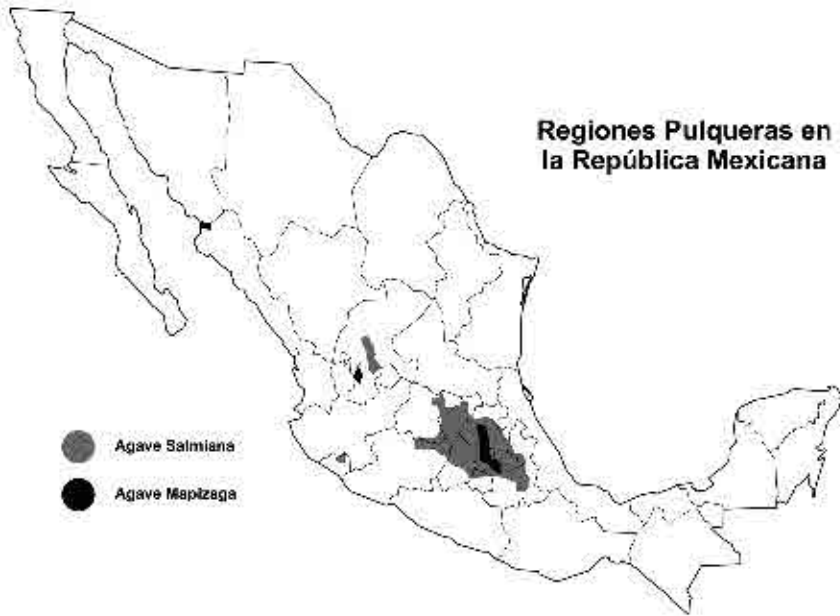 Regiones Pulqueras en
la República Mexicana
Agave Salmiana
Agave Mapizaga